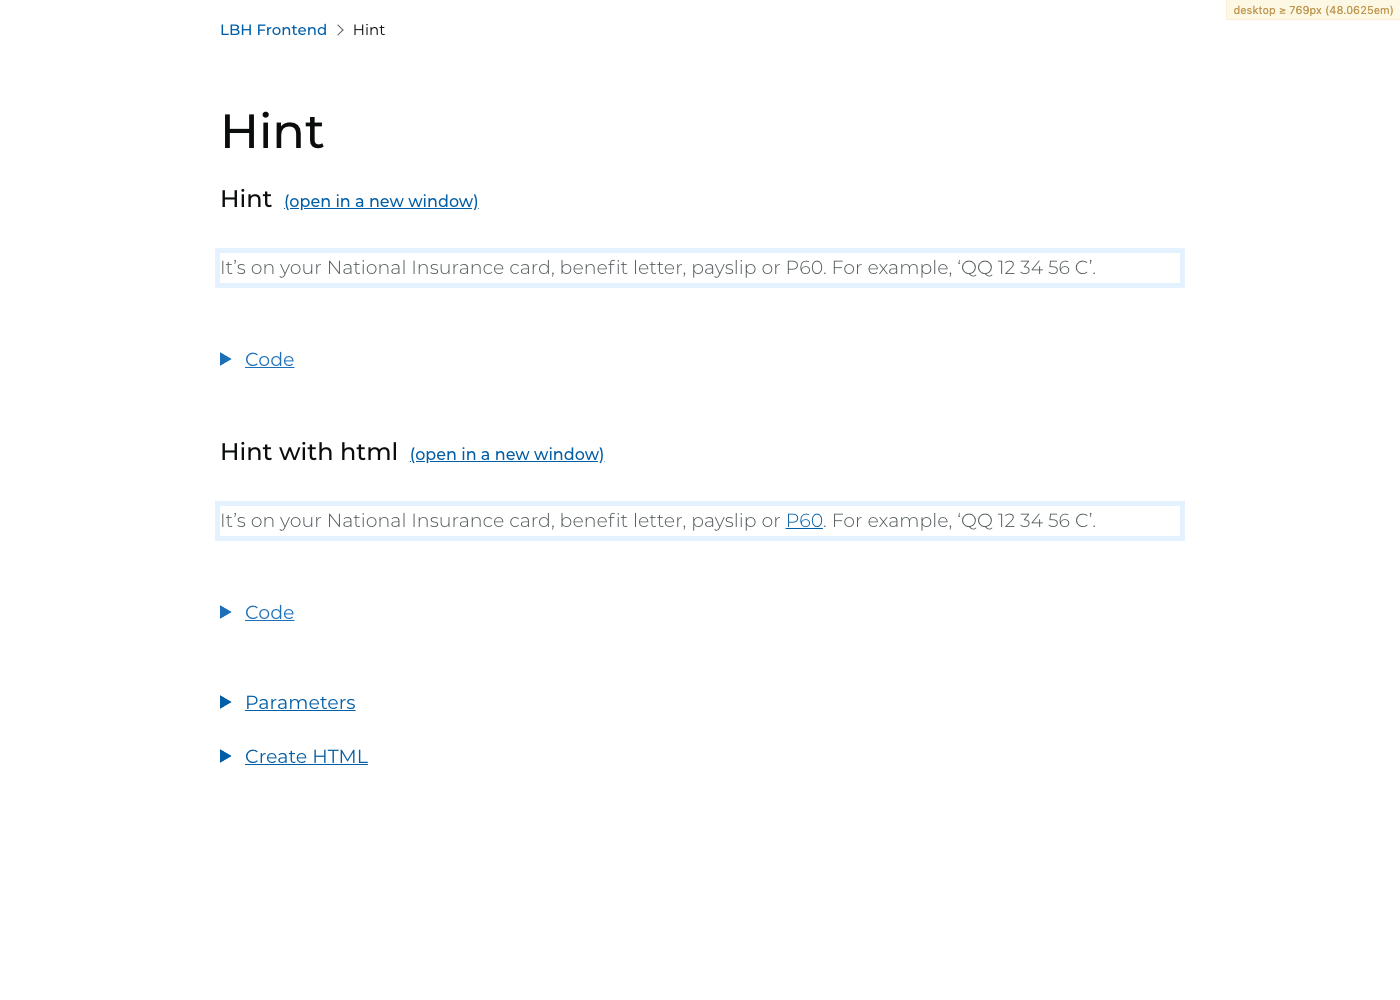 desktop ≥ 769px (48.0625em)
LBH Frontend > Hint
Hint
Hint (open in a new window)
It’s on your National Insurance card, benefit letter, payslip or P60. For example, ‘QQ 12 34 56 C’.
Code
Hint with html (open in a new window)
It’s on your National Insurance card, benefit letter, payslip or P60. For example, ‘QQ 12 34 56 C’.
Code
Parameters
Create HTML